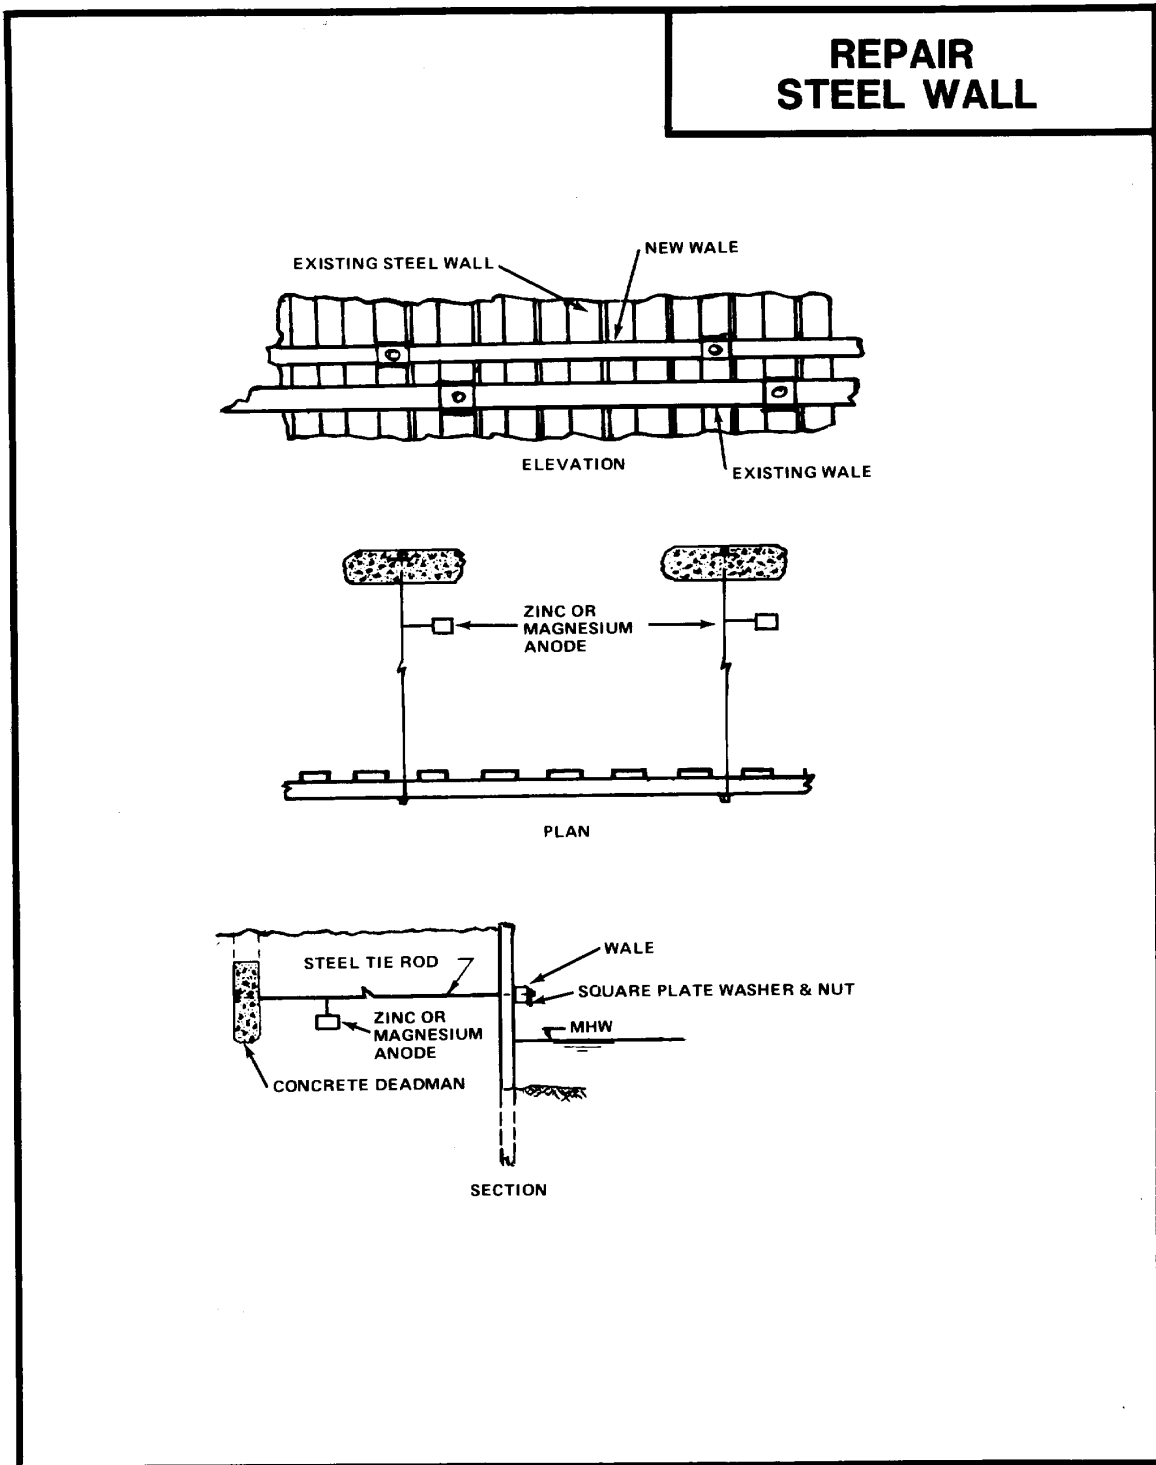 REPAIR
STEEL WALL
NEW WALE
EXISTING STEEL WALL
ELEVATION
EXISTING WALE
ZINC OR
MAGNESIUM
ANODE
PLAN
WALE
STEEL TIE ROD
SQUARE PLATE WASHER & NUT
ZINC OR
MAGNESIUM
ANODE
MHW
CONCRETE DEADMAN
SECTION